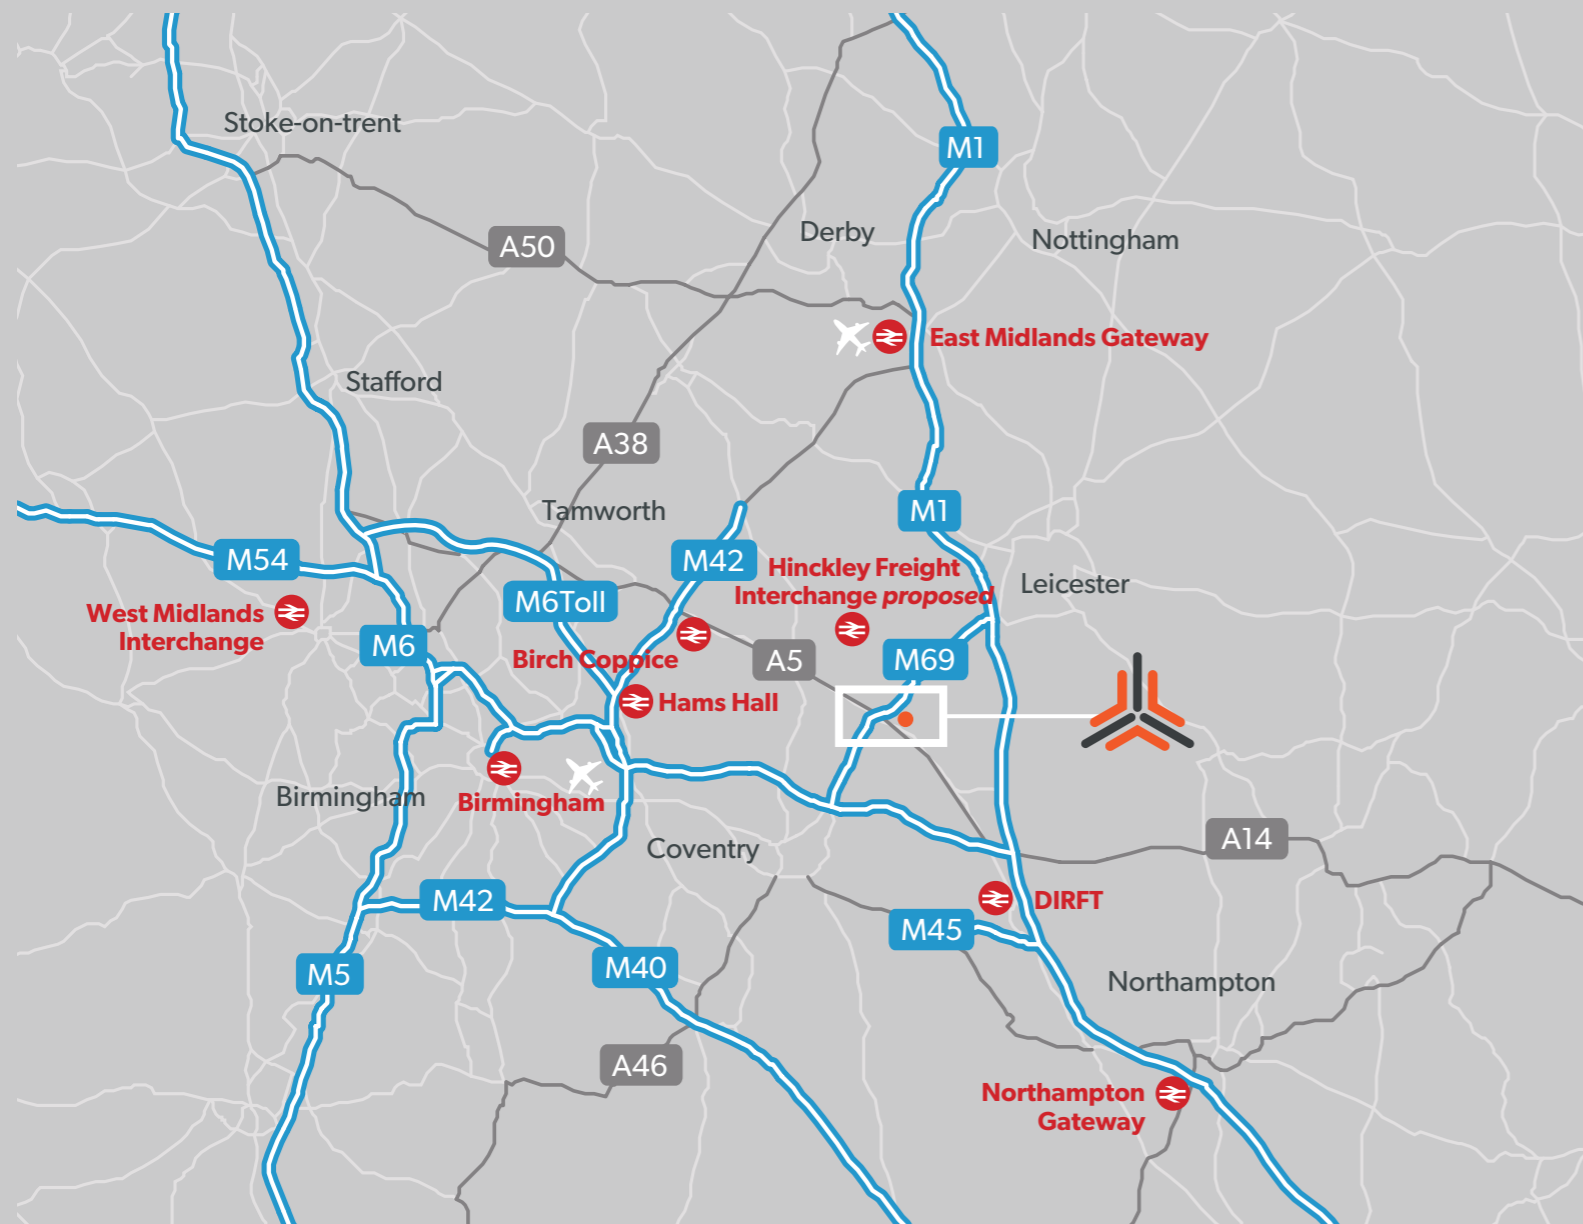 Stoke-on-trent
M1
Derby
Nottingham
A50
East Midlands Gateway
Stafford
A38
Tamworth
M1
M54
M42
Hinckley Freight
Interchange proposed
Leicester
M6Toll
West Midlands
Interchange
M6
Birch Coppice
A5
M69
Hams Hall
Birmingham
Birmingham
Coventry
A14
M42
DIRFT
M45
M5
M40
Northampton
A46
Northampton
Gateway